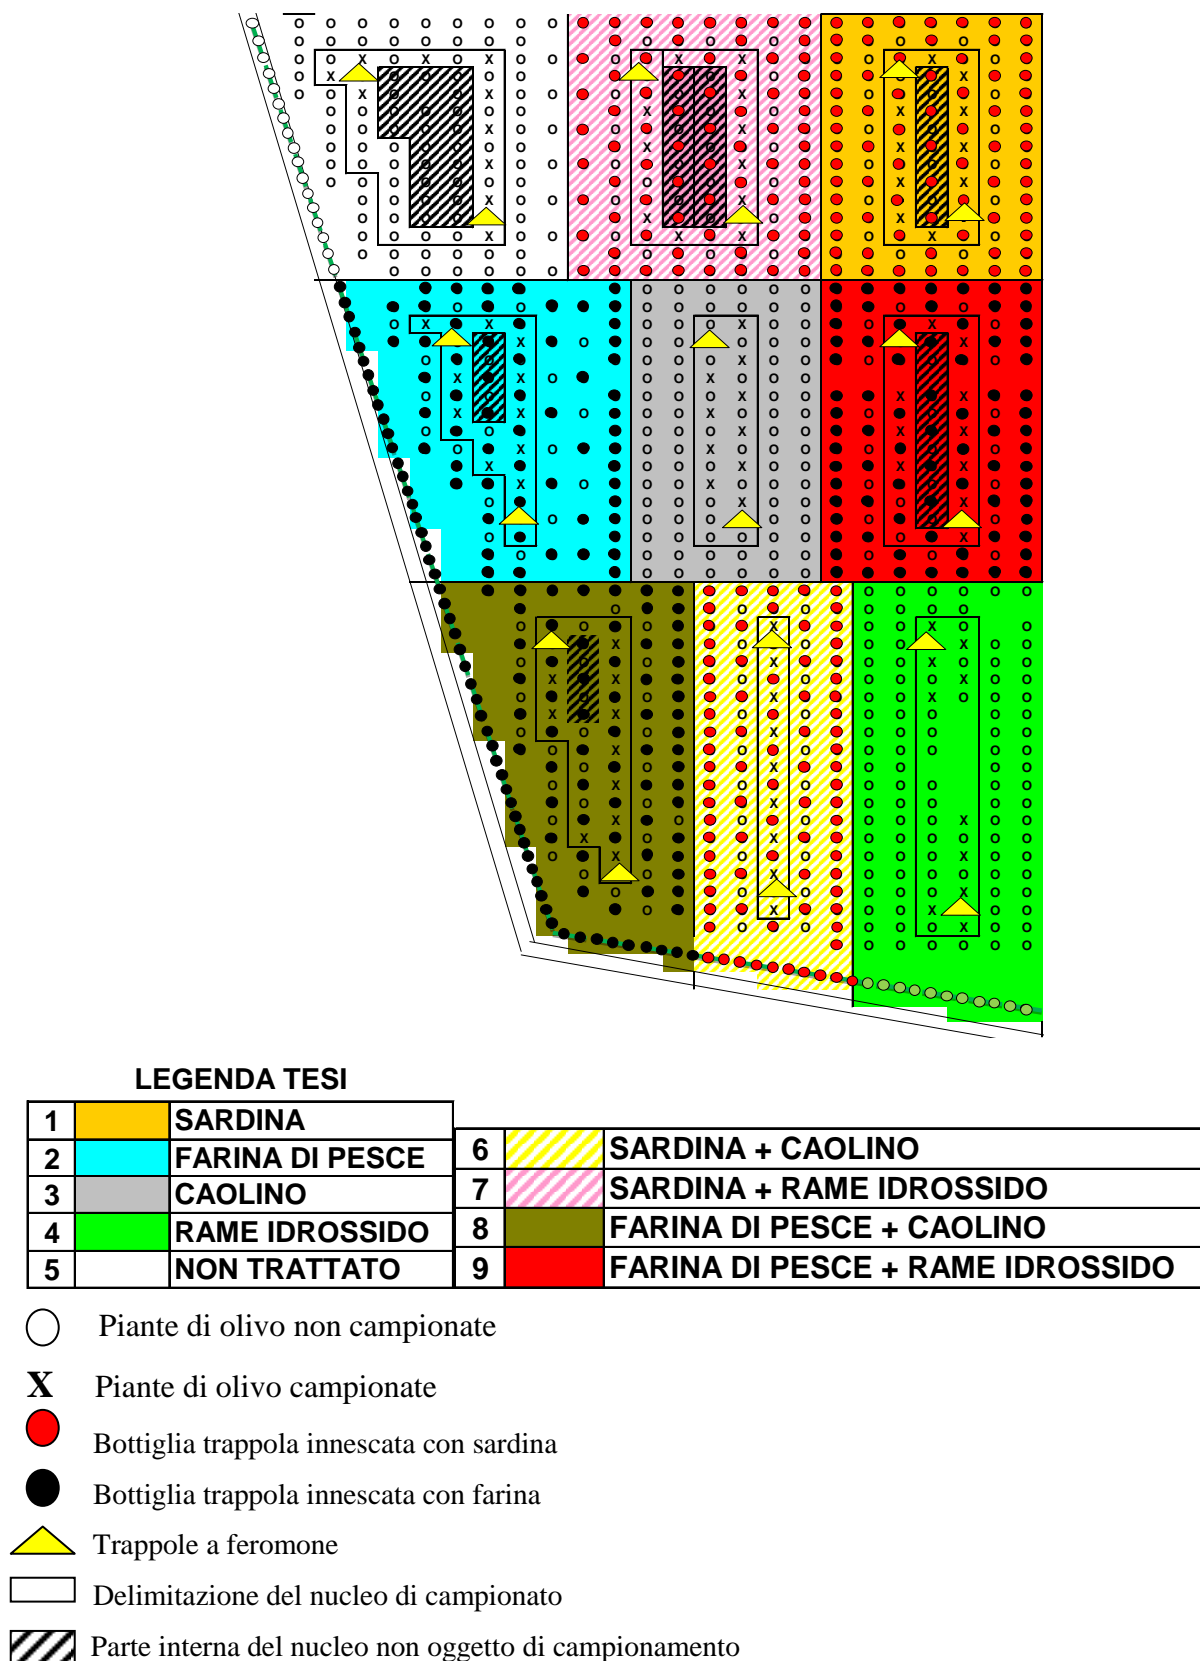 LEGENDA TESI
1 SARDINA
2 FARINA DI PESCE
3 CAOLINO
4 RAME IDROSSIDO
5 NON TRATTATO
6 SARDINA + CAOLINO
7 SARDINA + RAME IDROSSIDO
8 FARINA DI PESCE + CAOLINO
9 FARINA DI PESCE + RAME IDROSSIDO
Piante di olivo non campionate
X Piante di olivo campionate
Bottiglia trappola innescata con sardina
Bottiglia trappola innescata con farina
Trappole a feromone
Delimitazione del nucleo di campionato
Parte interna del nucleo non oggetto di campionamento